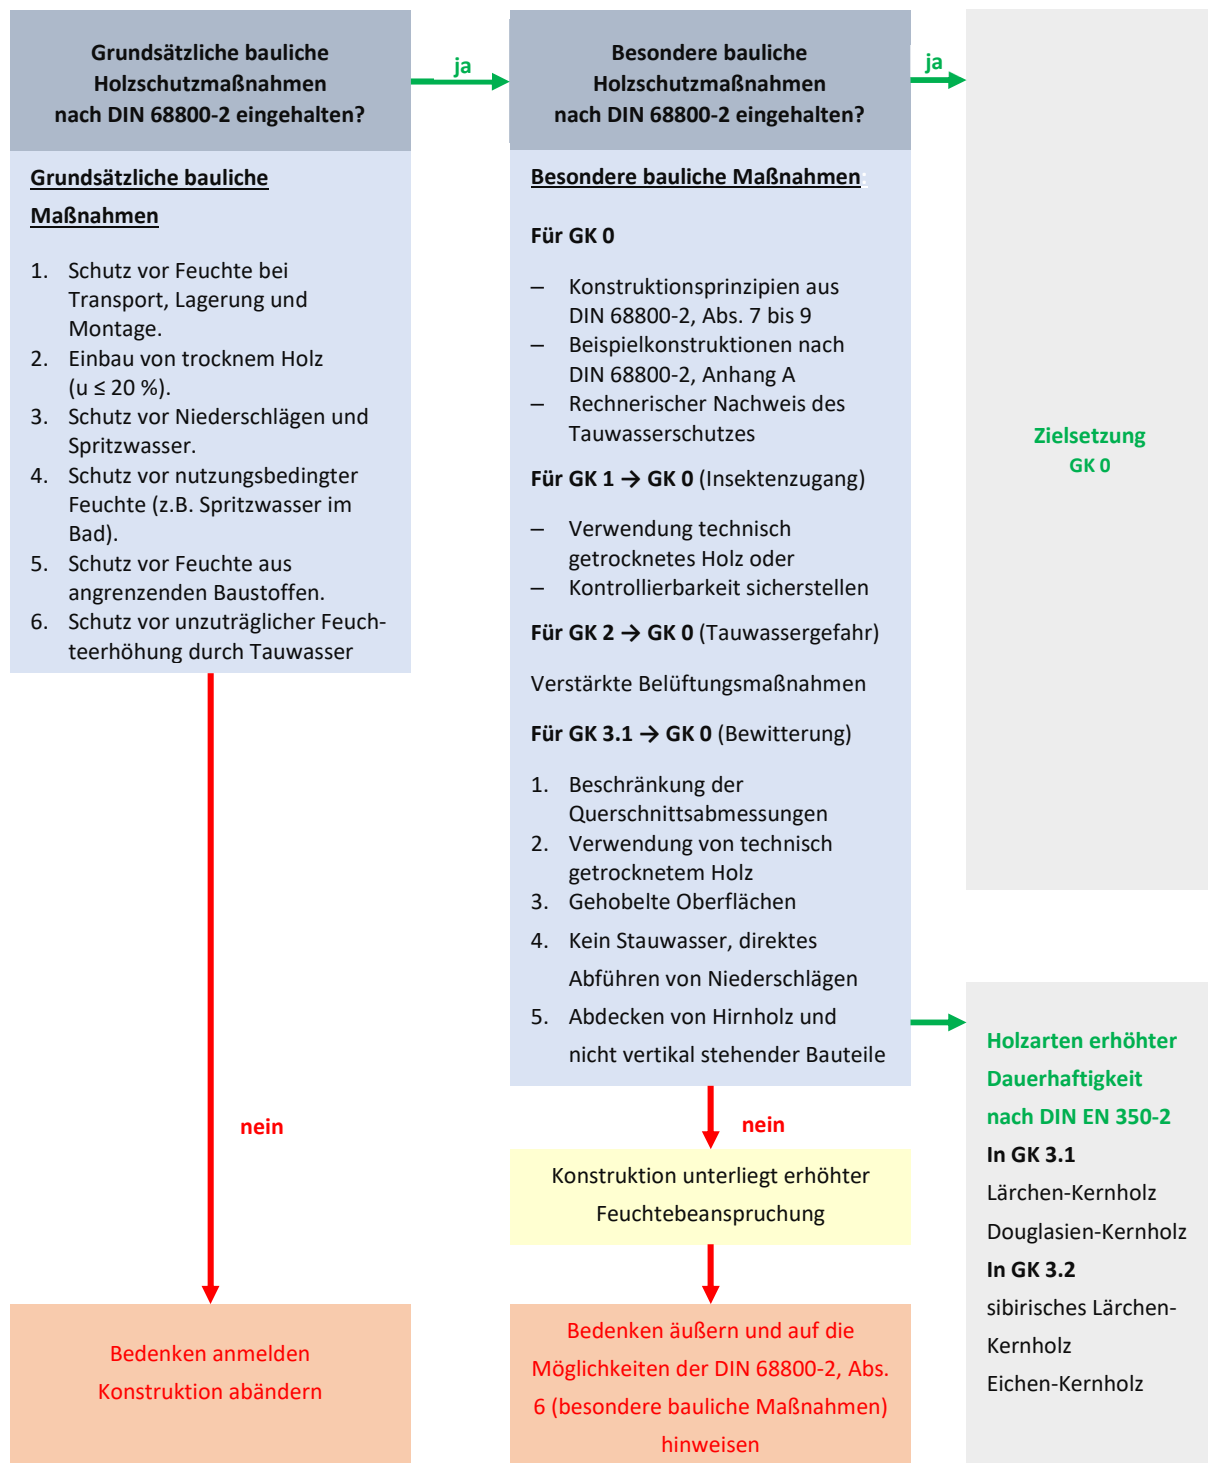 Grundsätzliche bauliche
Holzschutzmaßnahmen
nach DIN 68800-2 eingehalten?
ja
Besondere bauliche
Holzschutzmaßnahmen
nach DIN 68800-2 eingehalten?
ja
Grundsätzliche bauliche
Maßnahmen
1. Schutz vor Feuchte bei
Transport, Lagerung und
Montage.
2. Einbau von trocknem Holz
(u ≤ 20 %).
3. Schutz vor Niederschlägen und
Spritzwasser.
4. Schutz vor nutzungsbedingter
Feuchte (z.B. Spritzwasser im
Bad).
5. Schutz vor Feuchte aus
angrenzenden Baustoffen.
6. Schutz vor unzuträglicher Feuch-
teerhöhung durch Tauwasser
nein
Bedenken anmelden
Konstruktion abändern
Besondere bauliche Maßnahmen:
Für GK 0
– Konstruktionsprinzipien aus
DIN 68800-2, Abs. 7 bis 9
– Beispielkonstruktionen nach
DIN 68800-2, Anhang A
– Rechnerischer Nachweis des
Tauwasserschutzes
Für GK 1 → GK 0 (Insektenzugang)
– Verwendung technisch
getrocknetes Holz oder
– Kontrollierbarkeit sicherstellen
Für GK 2 → GK 0 (Tauwassergefahr)
Verstärkte Belüftungsmaßnahmen
Für GK 3.1 → GK 0 (Bewitterung)
1. Beschränkung der
Querschnittsabmessungen
2. Verwendung von technisch
getrocknetem Holz
3. Gehobelte Oberflächen
4. Kein Stauwasser, direktes
Abführen von Niederschlägen
5. Abdecken von Hirnholz und
nicht vertikal stehender Bauteile
nein
Konstruktion unterliegt erhöhter
Feuchtebeanspruchung
Bedenken äußern und auf die
Möglichkeiten der DIN 68800-2, Abs.
6 (besondere bauliche Maßnahmen)
hinweisen
Zielsetzung
GK 0
Holzarten erhöhter
Dauerhaftigkeit
nach DIN EN 350-2
In GK 3.1
Lärchen-Kernholz
Douglasien-Kernholz
In GK 3.2
sibirisches Lärchen-
Kernholz
Eichen-Kernholz